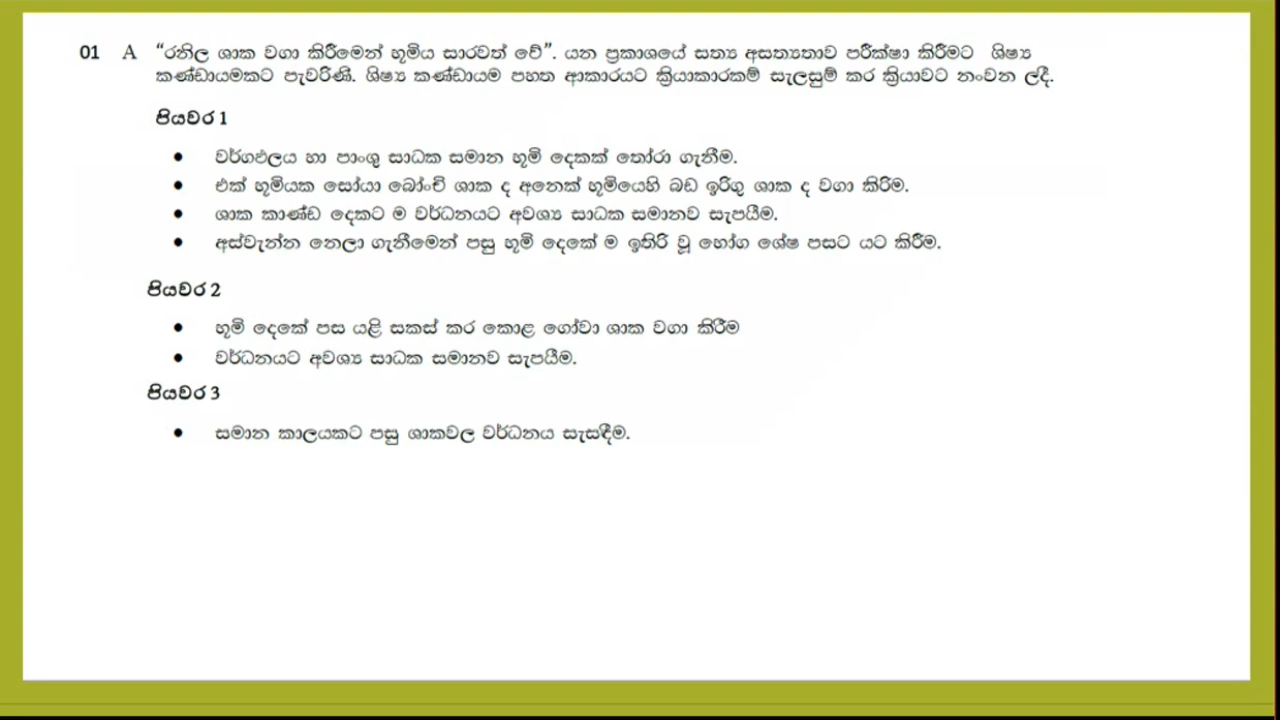 01 A “රනිල ශාක වගා කිරීමෙන් භූමිය සාරවත් වේ”. යන ප්‍රකාශයේ සත්‍ය අසත්‍යතාව පරීක්ෂා කිරීමට ශිෂ්‍ය
කණ්ඩායමකට පැවරිණි. ශිෂ්‍ය කණ්ඩායම පහත ආකාරයට ක්‍රියාකාරකම් සැලසුම් කර ක්‍රියාවට නංවන ල්දී.
පියවර 1
• වර්ගඵලය හා පාංශු සාධක සමාන භූමි දෙකක් තෝරා ගැනීම.
• එක් භූමියක සෝයා බෝංචි ශාක ද අනෙක් භූමියෙහි බඩ ඉරිගු ශාක ද වගා කිරිම.
• ශාක කාණ්ඩ දෙකට ම වර්ධනයට අවශ්‍ය සාධක සමානව සැපයීම.
• අස්වැන්න නෙලා ගැනීමෙන් පසු භූමි දෙකේ ම ඉතිරි වූ භෝග ශේෂ පසට යට කිරීම.
පියවර 2
• භූමි දෙකේ පස යළි සකස් කර කොළ ගෝවා ශාක වගා කිරීම
• වර්ධනයට අවශ්‍ය සාධක සමානව සැපයීම.
පියවර 3
• සමාන කාලයකට පසු ශාකවල වර්ධනය සැසඳීම.